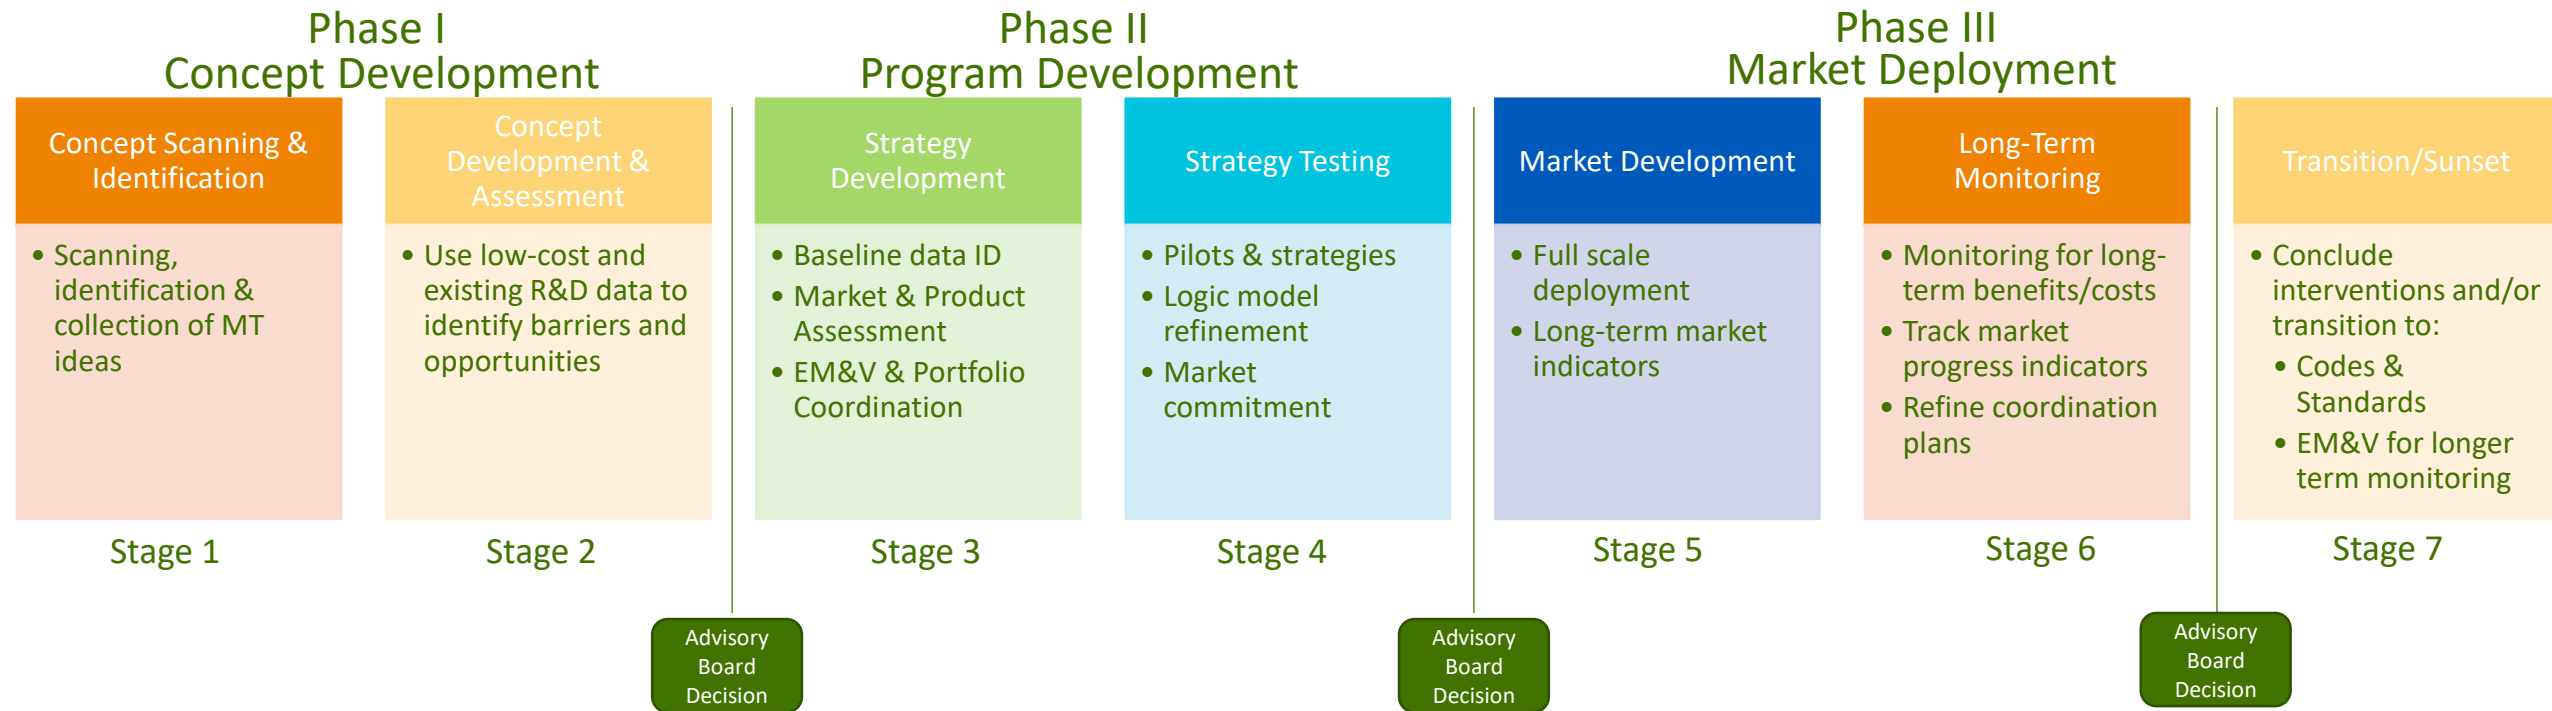 Phase I
Concept Development
Phase II
Program Development
Phase III
Market Deployment
Concept Scanning &
Identification
• Scanning,
identification &
collection of MT
ideas
Stage 1
Concept
Development &
Assessment
• Use low-cost and
existing R&D data to
identify barriers and
opportunities
Stage 2
Strategy
Development
• Baseline data ID
• Market & Product
Assessment
• EM&V & Portfolio
Coordination
Stage 3
Strategy Testing
• Pilots & strategies
• Logic model
refinement
• Market
commitment
Stage 4
Market Development
• Full scale
deployment
• Long-term market
indicators
Stage 5
Long-Term
Monitoring
• Monitoring for long-
term benefits/costs
• Track market
progress indicators
• Refine coordination
plans
Stage 6
Transition/Sunset
• Conclude
interventions and/or
transition to:
• Codes &
Standards
• EM&V for longer
term monitoring
Stage 7
Advisory
Board
Decision
Advisory
Board
Decision
Advisory
Board
Decision